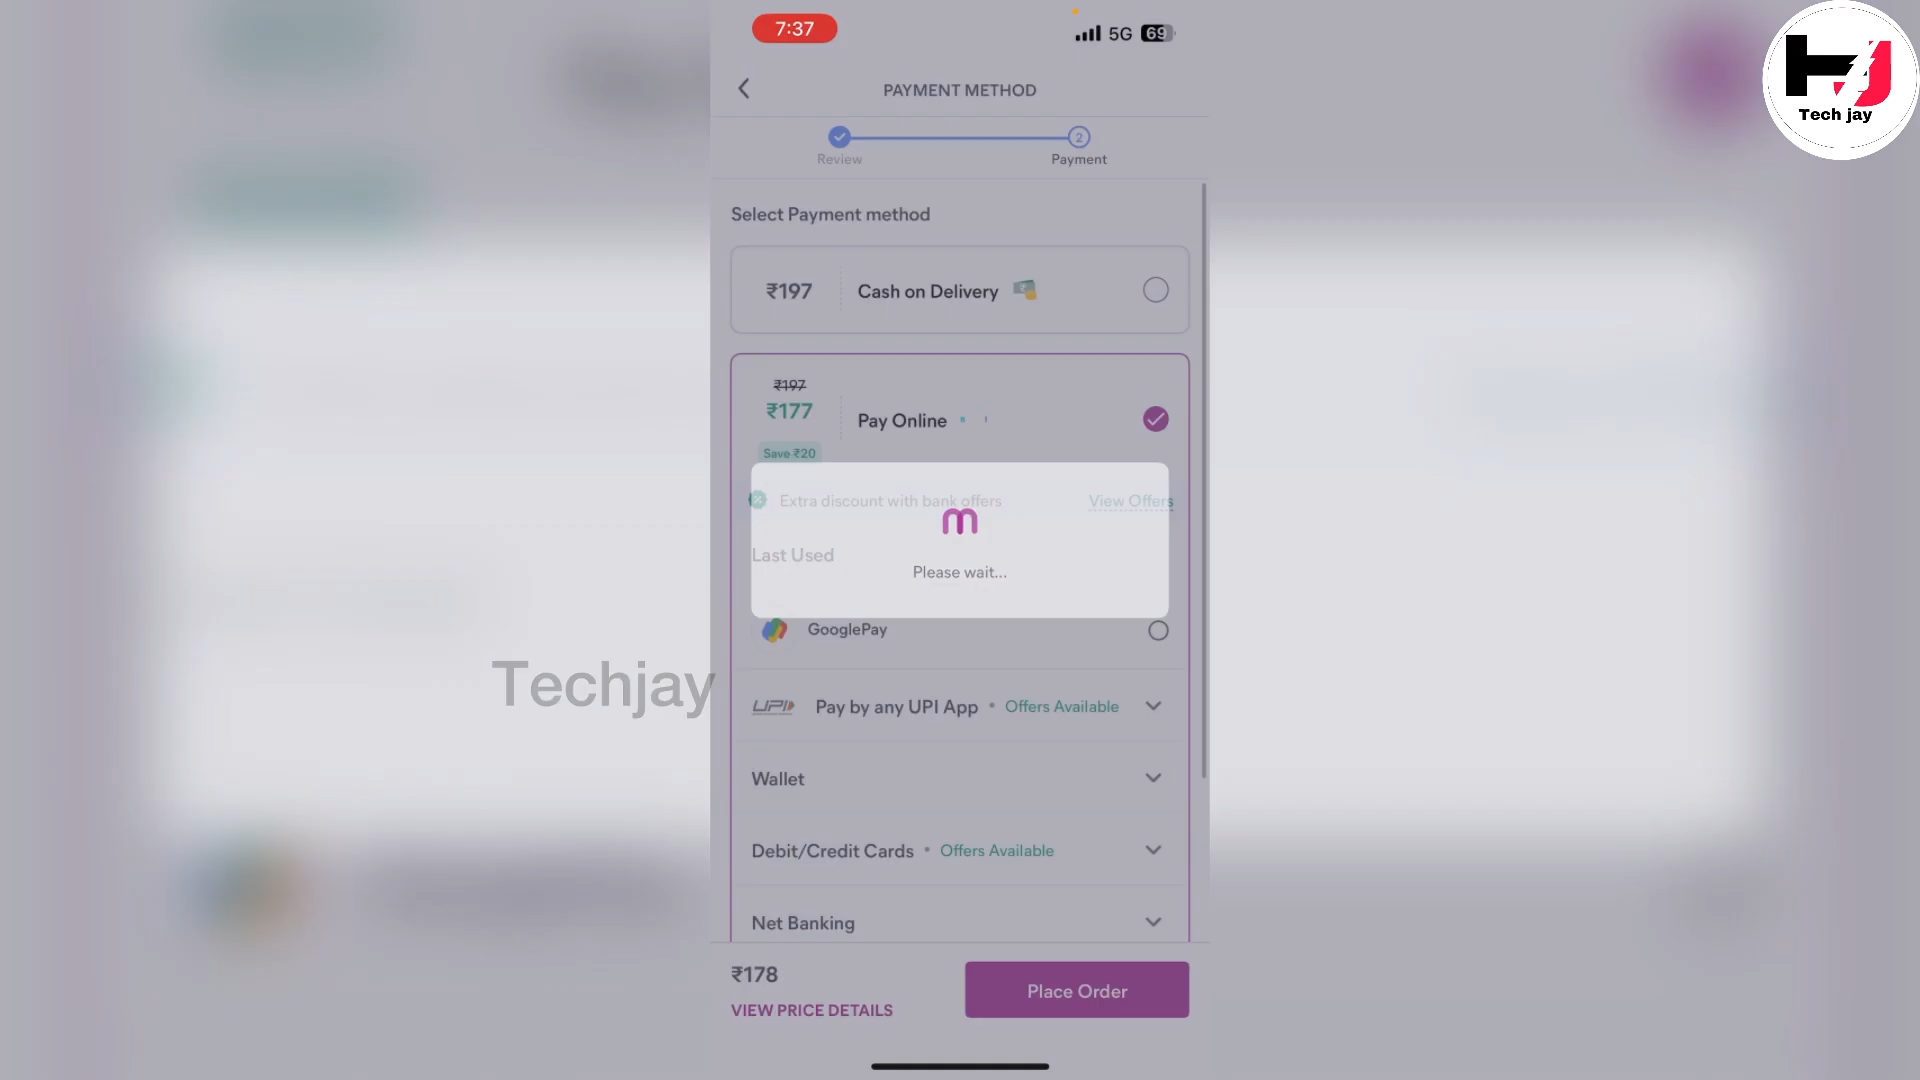 7:37
5G 69
Tech jay
PAYMENT METHOD
2
Review
Payment
Select Payment method
₹197
Cash on Delivery
₹197
₹177
Pay Online
Save ₹20
Extra discount with bank offers
View Offers
m
Last Used
Please wait...
GooglePay
Techjay
UPI
Pay by any UPI App • Offers Available
Wallet
Debit/Credit Cards • Offers Available
Net Banking
₹178
Place Order
VIEW PRICE DETAILS